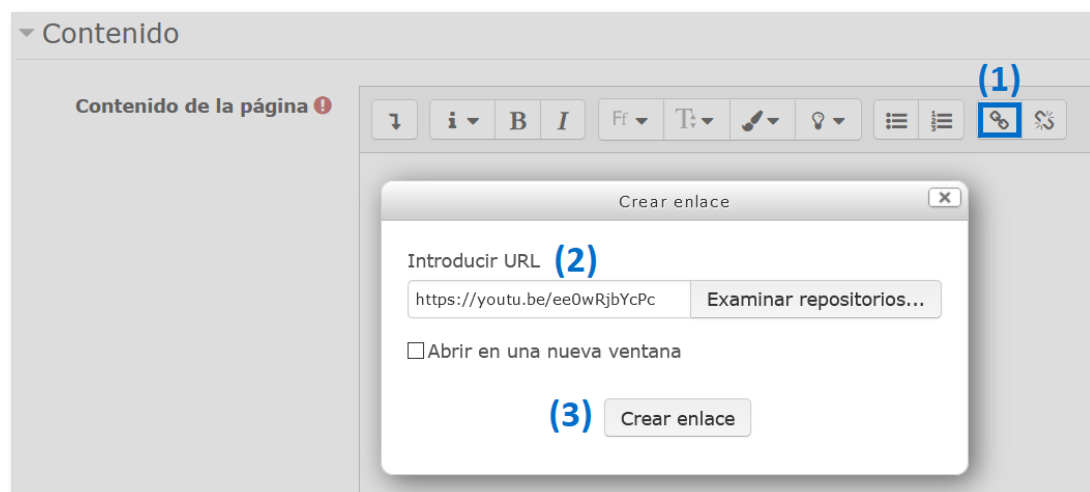 Contenido
(1)
Contenido de la página
i B I Ff T
Crear enlace
Introducir URL (2)
https://youtu.be/ee0wRjbYcPc Examinar repositorios...
Abrir en una nueva ventana
(3) Crear enlace